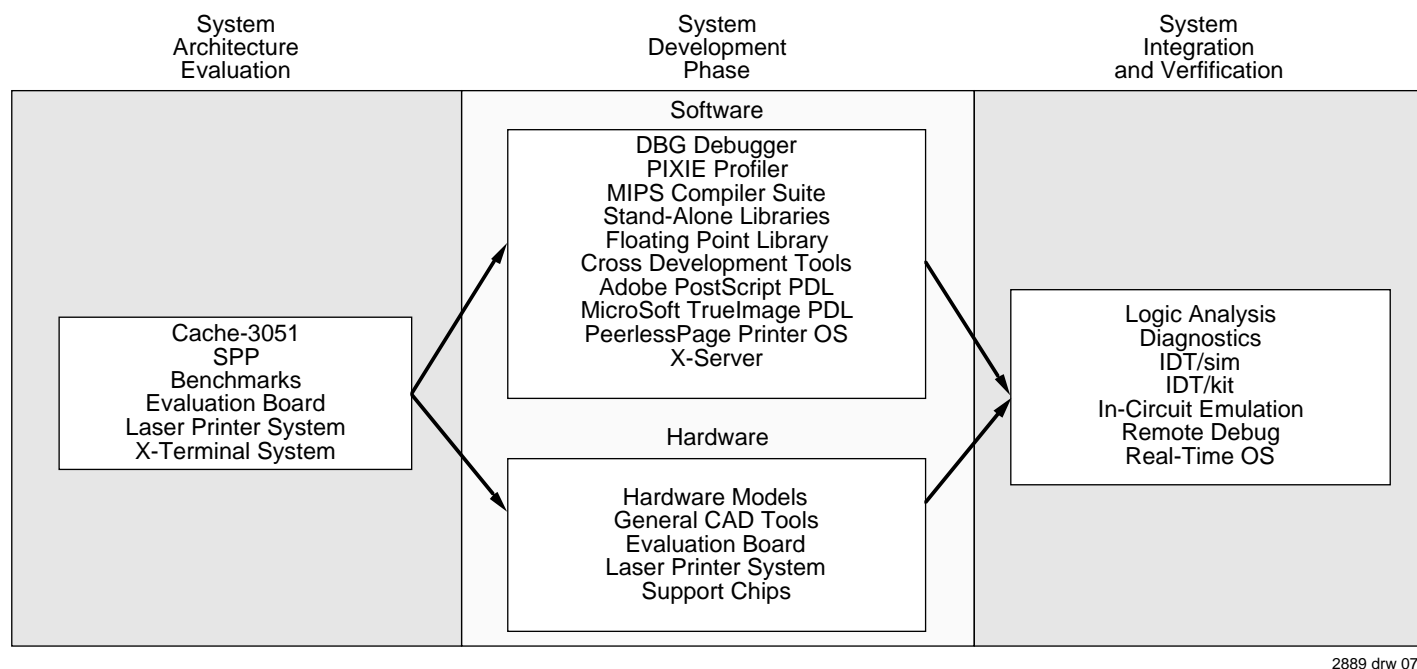 System
Architecture
Evaluation
System
Development
Phase
System
Integration
and Verfification
Cache-3051
SPP
Benchmarks
Evaluation Board
Laser Printer System
X-Terminal System
Software
DBG Debugger
PIXIE Profiler
MIPS Compiler Suite
Stand-Alone Libraries
Floating Point Library
Cross Development Tools
Adobe PostScript PDL
MicroSoft TrueImage PDL
PeerlessPage Printer OS
X-Server
Hardware
Hardware Models
General CAD Tools
Evaluation Board
Laser Printer System
Support Chips
Logic Analysis
Diagnostics
IDT/sim
IDT/kit
In-Circuit Emulation
Remote Debug
Real-Time OS
2889 drw 07